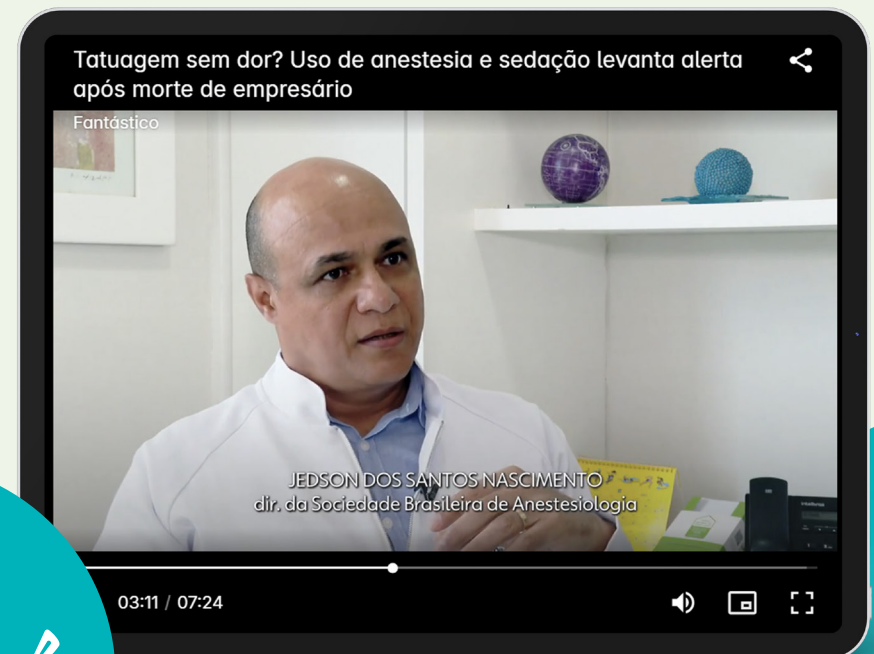 Tatuagem sem dor? Uso de anestesia e sedação levanta alerta
após morte de empresário
Fantástico
JEDSON DOS SANTOS NASCIMENTO
dir. da Sociedade Brasileira de Anestesiologia
03:11 / 07:24